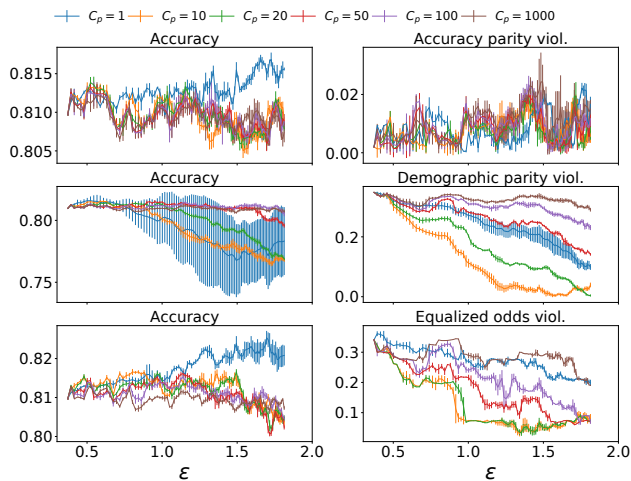 C_p = 1 C_p = 10 C_p = 20 C_p = 50 C_p = 100 C_p = 1000
Accuracy Accuracy parity viol.
0.815
0.810
0.805
0.02
0.00
Accuracy Demographic parity viol.
0.80
0.75
0.2
0.0
Accuracy Equalized odds viol.
0.82
0.81
0.80
0.3
0.2
0.1
0.5 1.0 1.5 2.0 0.5 1.0 1.5 2.0
ε ε